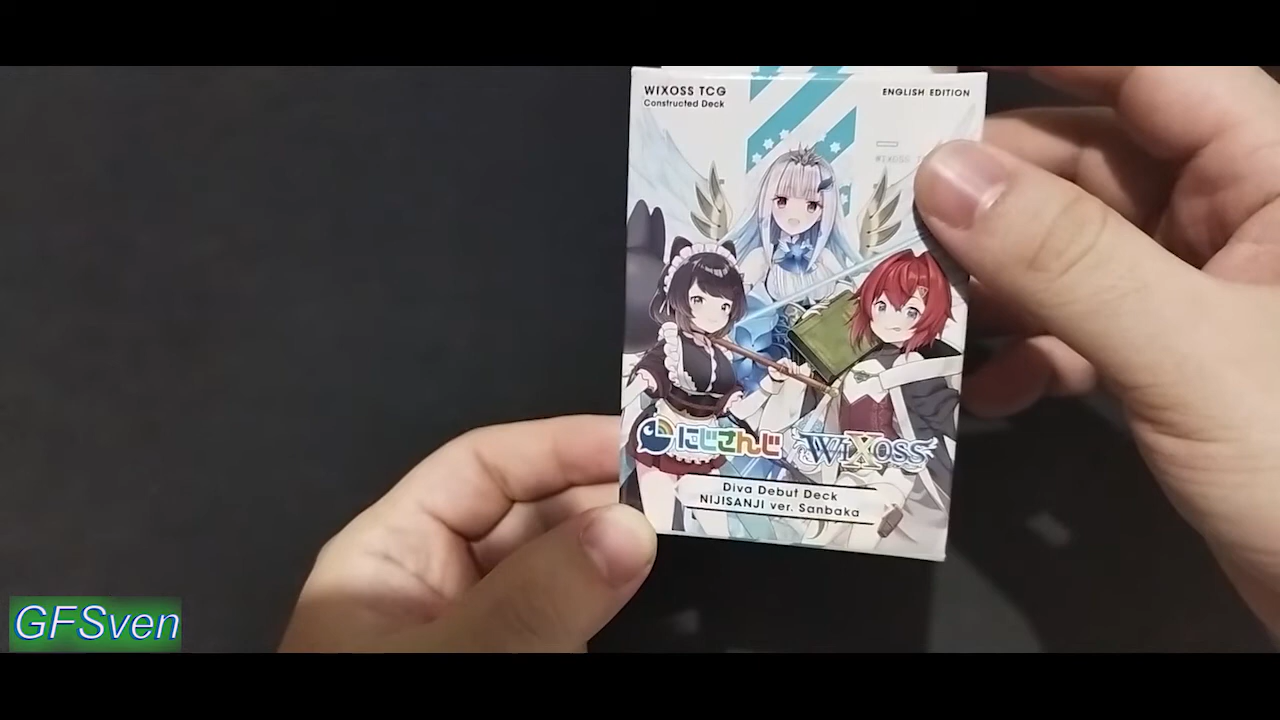 WIXOSS TCG
Constructed Deck
ENGLISH EDITION
にじさんじ
WIXOSS
Diva Debut Deck
NIJISANJI ver. Sanbaka
GFSven